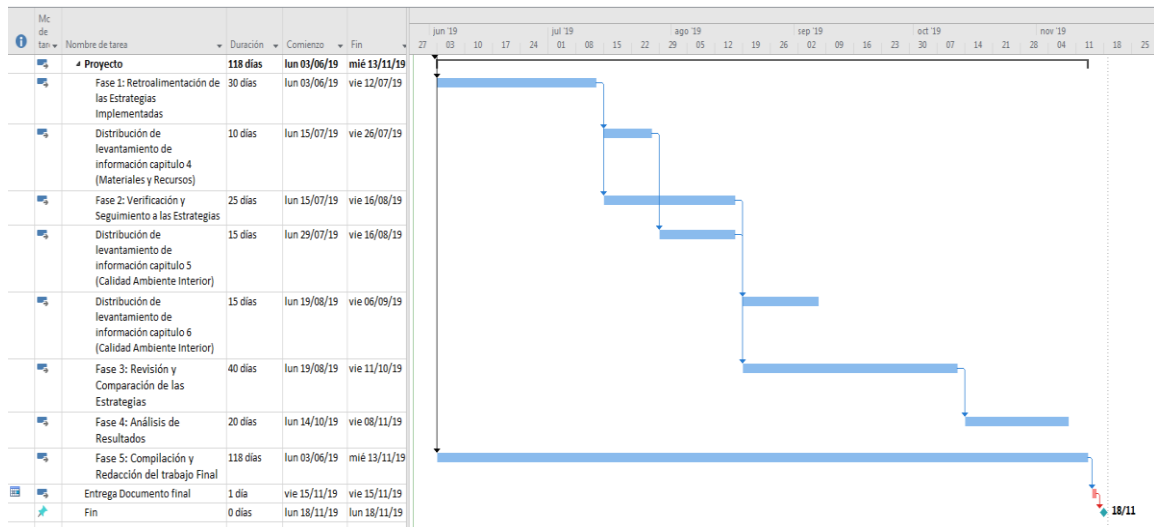 Mc
de
tan Nombre de tarea Duración Comienzo Fin
jun '19 jul '19 ago '19 sep '19 oct '19 nov '19
27 03 10 17 24 01 08 15 22 29 05 12 19 26 02 09 16 23 30 07 14 21 28 04 11 18 25
Proyecto 118 días lun 03/06/19 mié 13/11/19
Fase 1: Retroalimentación de 30 días lun 03/06/19 vie 12/07/19
las Estrategias
Implementadas
Distribución de 10 días lun 15/07/19 vie 26/07/19
levantamiento de
información capitulo 4
(Materiales y Recursos)
Fase 2: Verificación y 25 días lun 15/07/19 vie 16/08/19
Seguimiento a las Estrategias
Distribución de 15 días lun 29/07/19 vie 16/08/19
levantamiento de
información capitulo 5
(Calidad Ambiente Interior)
Distribución de 15 días lun 19/08/19 vie 06/09/19
levantamiento de
información capitulo 6
(Calidad Ambiente Interior)
Fase 3: Revisión y 40 días lun 19/08/19 vie 11/10/19
Comparación de las
Estrategias
Fase 4: Análisis de 20 días lun 14/10/19 vie 08/11/19
Resultados
Fase 5: Compilación y 118 días lun 03/06/19 mié 13/11/19
Redacción del trabajo Final
Entrega Documento final 1 día vie 15/11/19 vie 15/11/19
Fin 0 días lun 18/11/19 lun 18/11/19 18/11